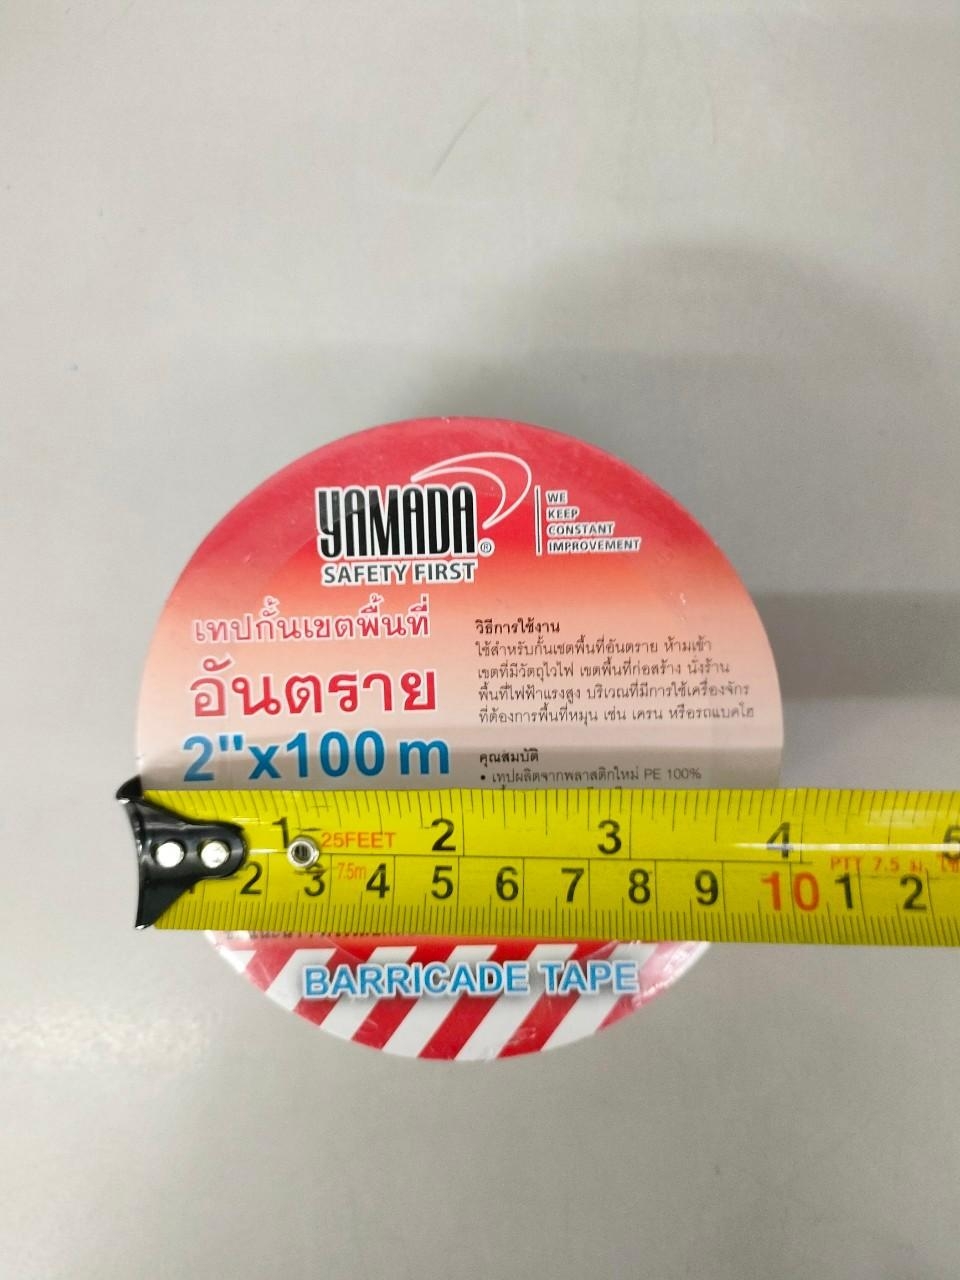 YAMADA®
SAFETY FIRST
WE
KEEP
CONSTANT
IMPROVEMENT
เทปกั้นเขตพื้นที่
อันตราย
2"x100 m
วิธีการใช้งาน
ใช้สำหรับกั้นเขตพื้นที่อันตราย ห้ามเข้า
เขตที่มีวัตถุไวไฟ เขตพื้นที่ก่อสร้าง นั่งร้าน
พื้นที่ไฟฟ้าแรงสูง บริเวณที่มีการใช้เครื่องจักร
ที่ต้องการพื้นที่หมุน เช่น เครน หรือรถแบคโฮ
คุณสมบัติ
• เทปผลิตจากพลาสติกใหม่ PE 100%
1 2 3 4 5
25FEET
7.5m
PTT 7.5 ม.
1 2 3 4 5 6 7 8 9 10 1 2
BARRICADE TAPE